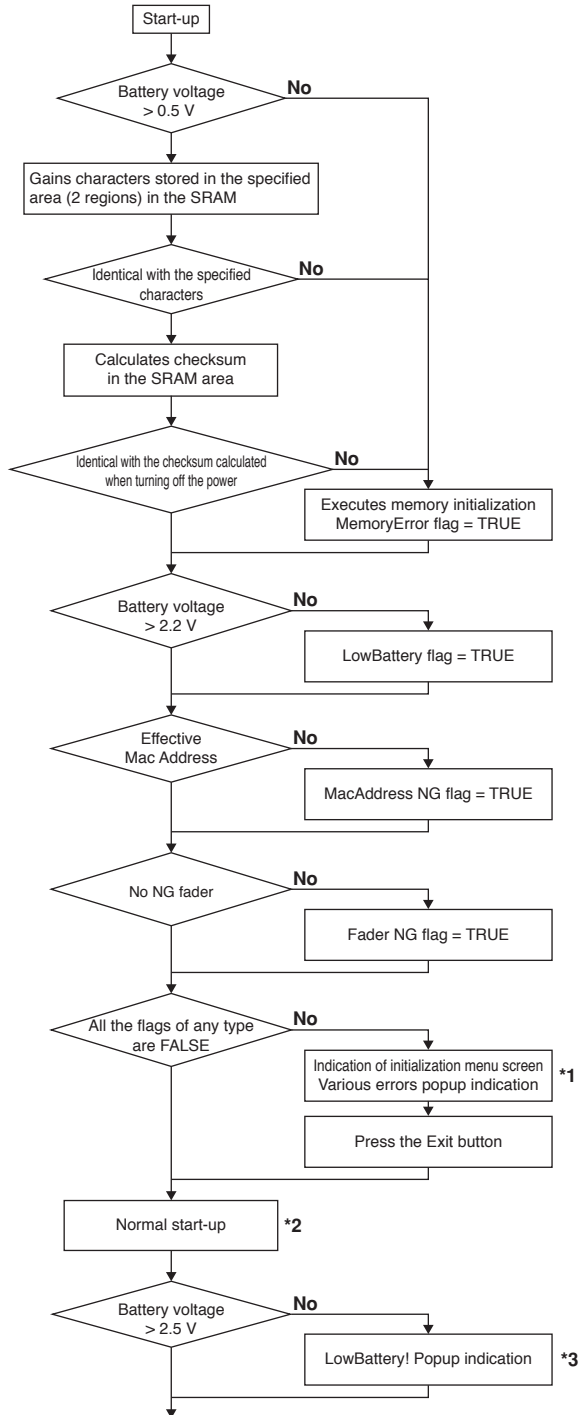 Start-up
Battery voltage
> 0.5 V
No
Gains characters stored in the specified
area (2 regions) in the SRAM
Identical with the specified
characters
No
Calculates checksum
in the SRAM area
Identical with the checksum calculated
when turning off the power
No
Executes memory initialization
MemoryError flag = TRUE
Battery voltage
> 2.2 V
No
LowBattery flag = TRUE
Effective
Mac Address
No
MacAddress NG flag = TRUE
No NG fader
No
Fader NG flag = TRUE
All the flags of any type
are FALSE
No
Indication of initialization menu screen
Various errors popup indication
*1
Press the Exit button
Normal start-up
*2
Battery voltage
> 2.5 V
No
LowBattery! Popup indication
*3